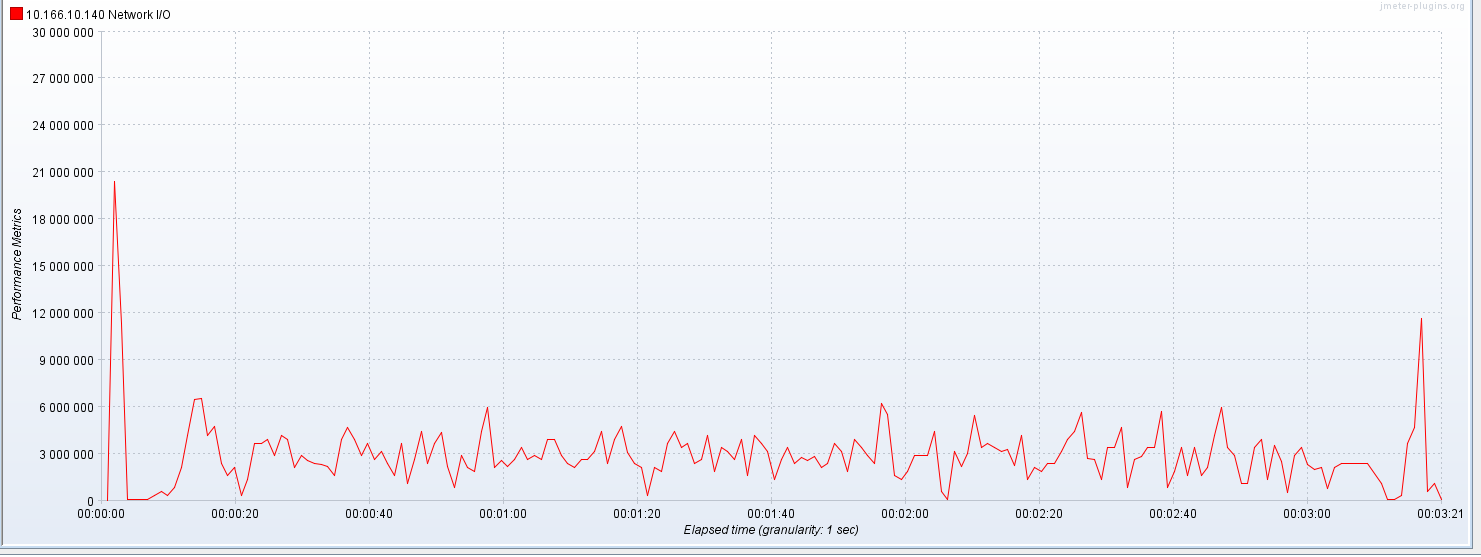 jmeter-plugins.org
10.166.10.140 Network I/O
30 000 000
27 000 000
24 000 000
21 000 000
18 000 000
15 000 000
12 000 000
9 000 000
6 000 000
3 000 000
0
Performance Metrics
00:00:00 00:00:20 00:00:40 00:01:00 00:01:20 00:01:40 00:02:00 00:02:20 00:02:40 00:03:00 00:03:21
Elapsed time (granularity: 1 sec)